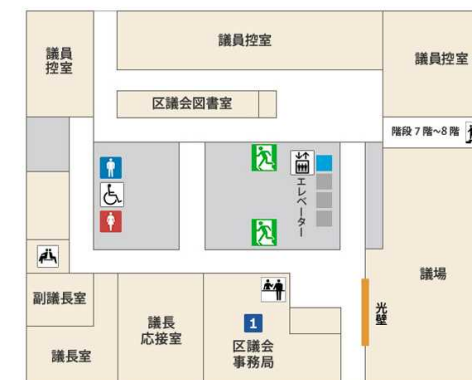 議員
控室
議員控室
議員控室
区議会図書室
階段7階~8階
エレベーター
議場
副議長室
議長
応接室
1
区議会
事務局
光壁
議長室